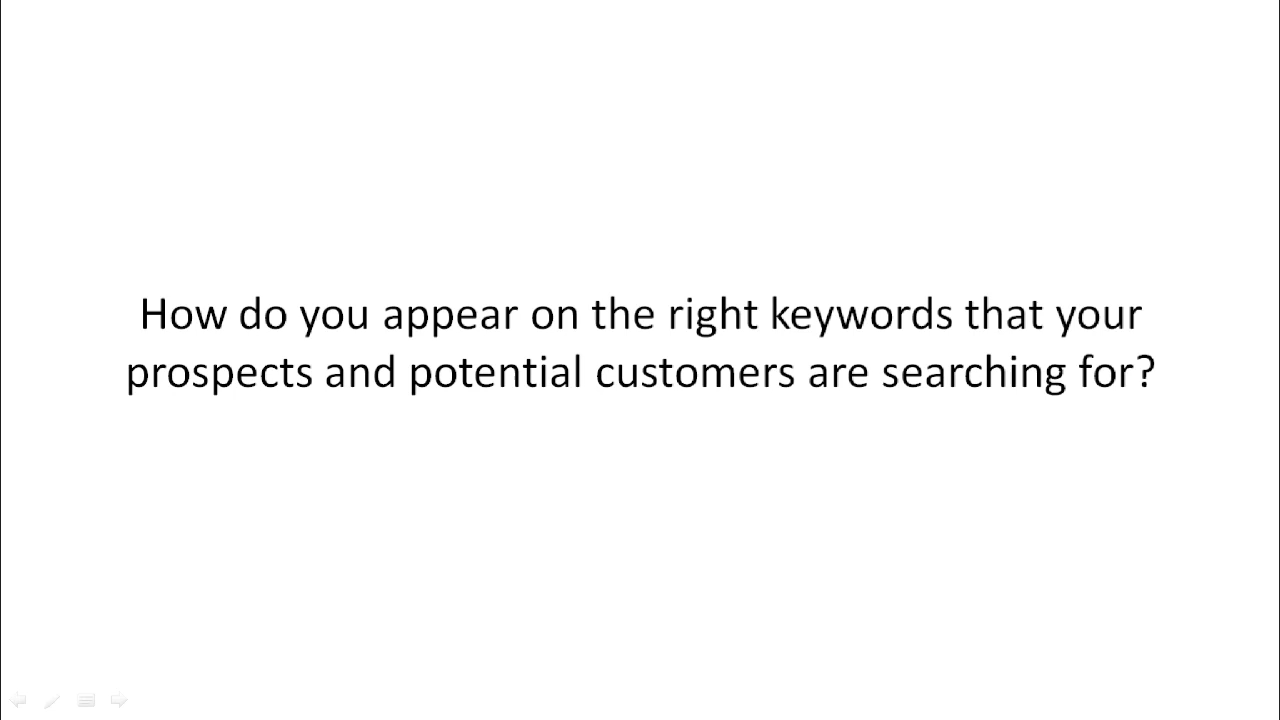 How do you appear on the right keywords that your
prospects and potential customers are searching for?